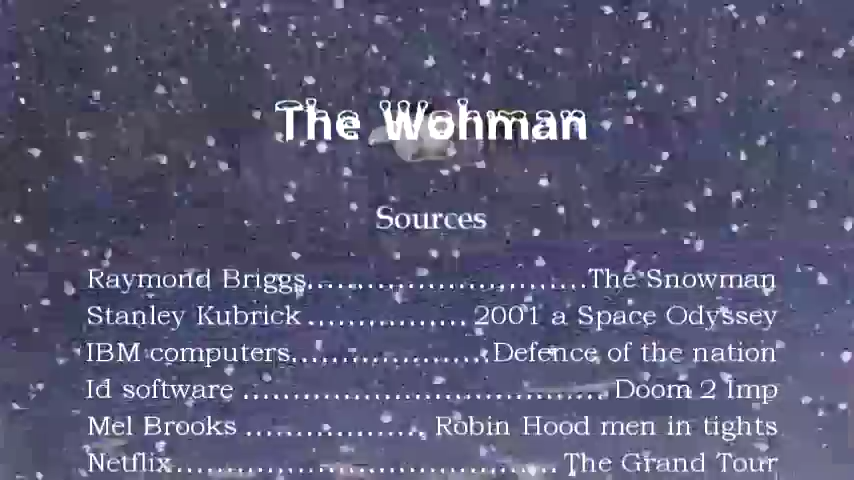 The Wohman
Sources
Raymond Briggs............................The Snowman
Stanley Kubrick ................ 2001 a Space Odyssey
IBM computers....................Defence of the nation
Id software ..................................... Doom 2 Imp
Mel Brooks .................. Robin Hood men in tights
Netflix......................................The Grand Tour